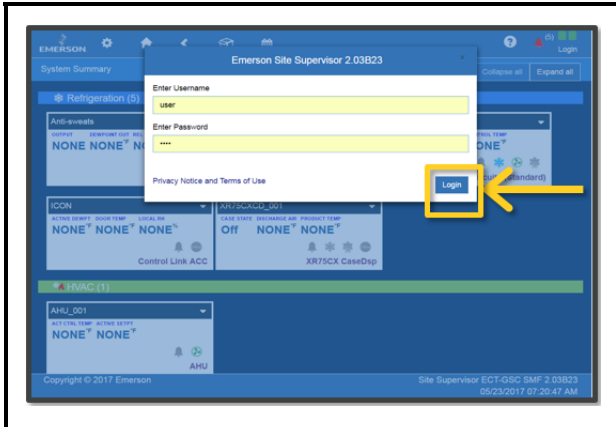 EMERSON
(5)
Login
Emerson Site Supervisor 2.03B23
System Summary
Collapse all
Expand all
Enter Username
user
Enter Password
••••
Privacy Notice and Terms of Use
Login
Refrigeration (5)
Anti-sweats
OUTPUT DEWPOINT OUT
NONE NONE°F
ICON
ACTIVE DEWPT DOOR TEMP LOCAL RH
NONE°F NONE°F NONE%
Control Link ACC
XR75CXCD_001
CASE STATE DISCHARGE AIR PRODUCT TEMP
Off NONE°F NONE°F
XR75CX CaseDsp
HVAC (1)
AHU_001
ACT CTRL TEMP ACTIVE SETPT
NONE°F NONE°F
AHU
Copyright © 2017 Emerson
Site Supervisor ECT-GSC SMF 2.03B23
05/23/2017 07:20:47 AM